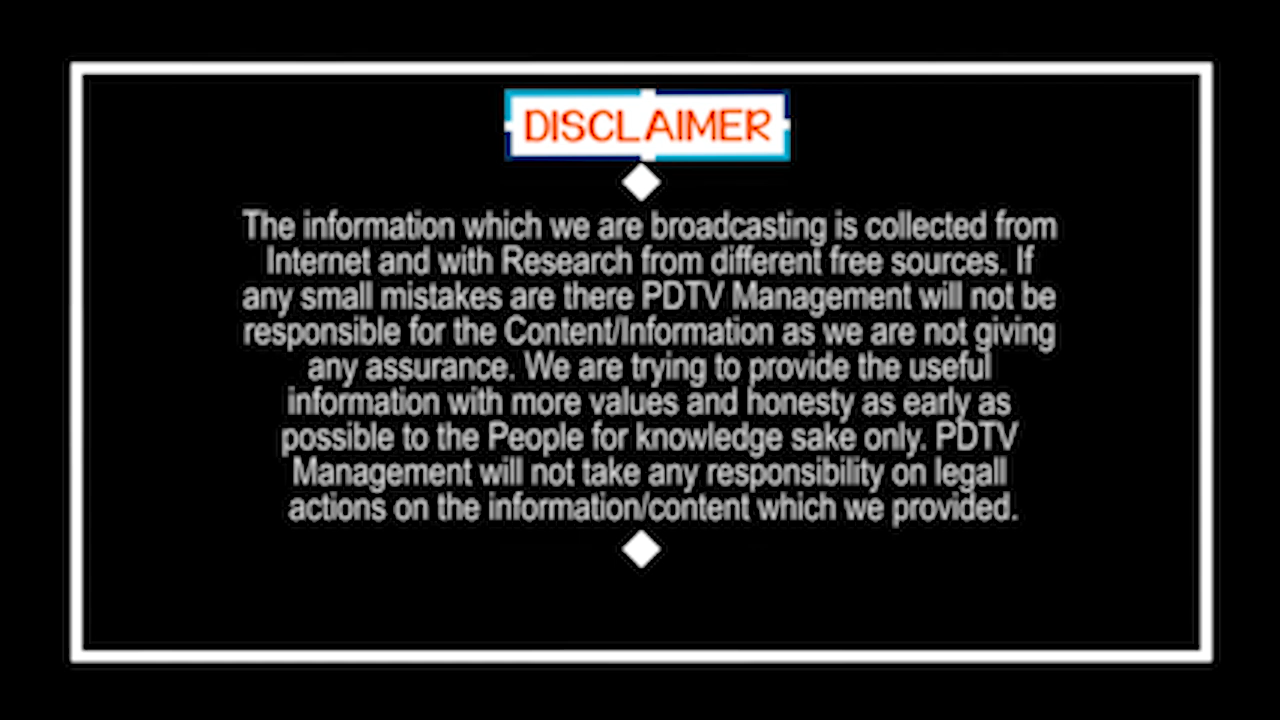 DISCLAIMER
The information which we are broadcasting is collected from
Internet and with Research from different free sources. If
any small mistakes are there PDTV Management will not be
responsible for the Content/Information as we are not giving
any assurance. We are trying to provide the useful
information with more values and honesty as early as
possible to the People for knowledge sake only. PDTV
Management will not take any responsibility on legall
actions on the information/content which we provided.